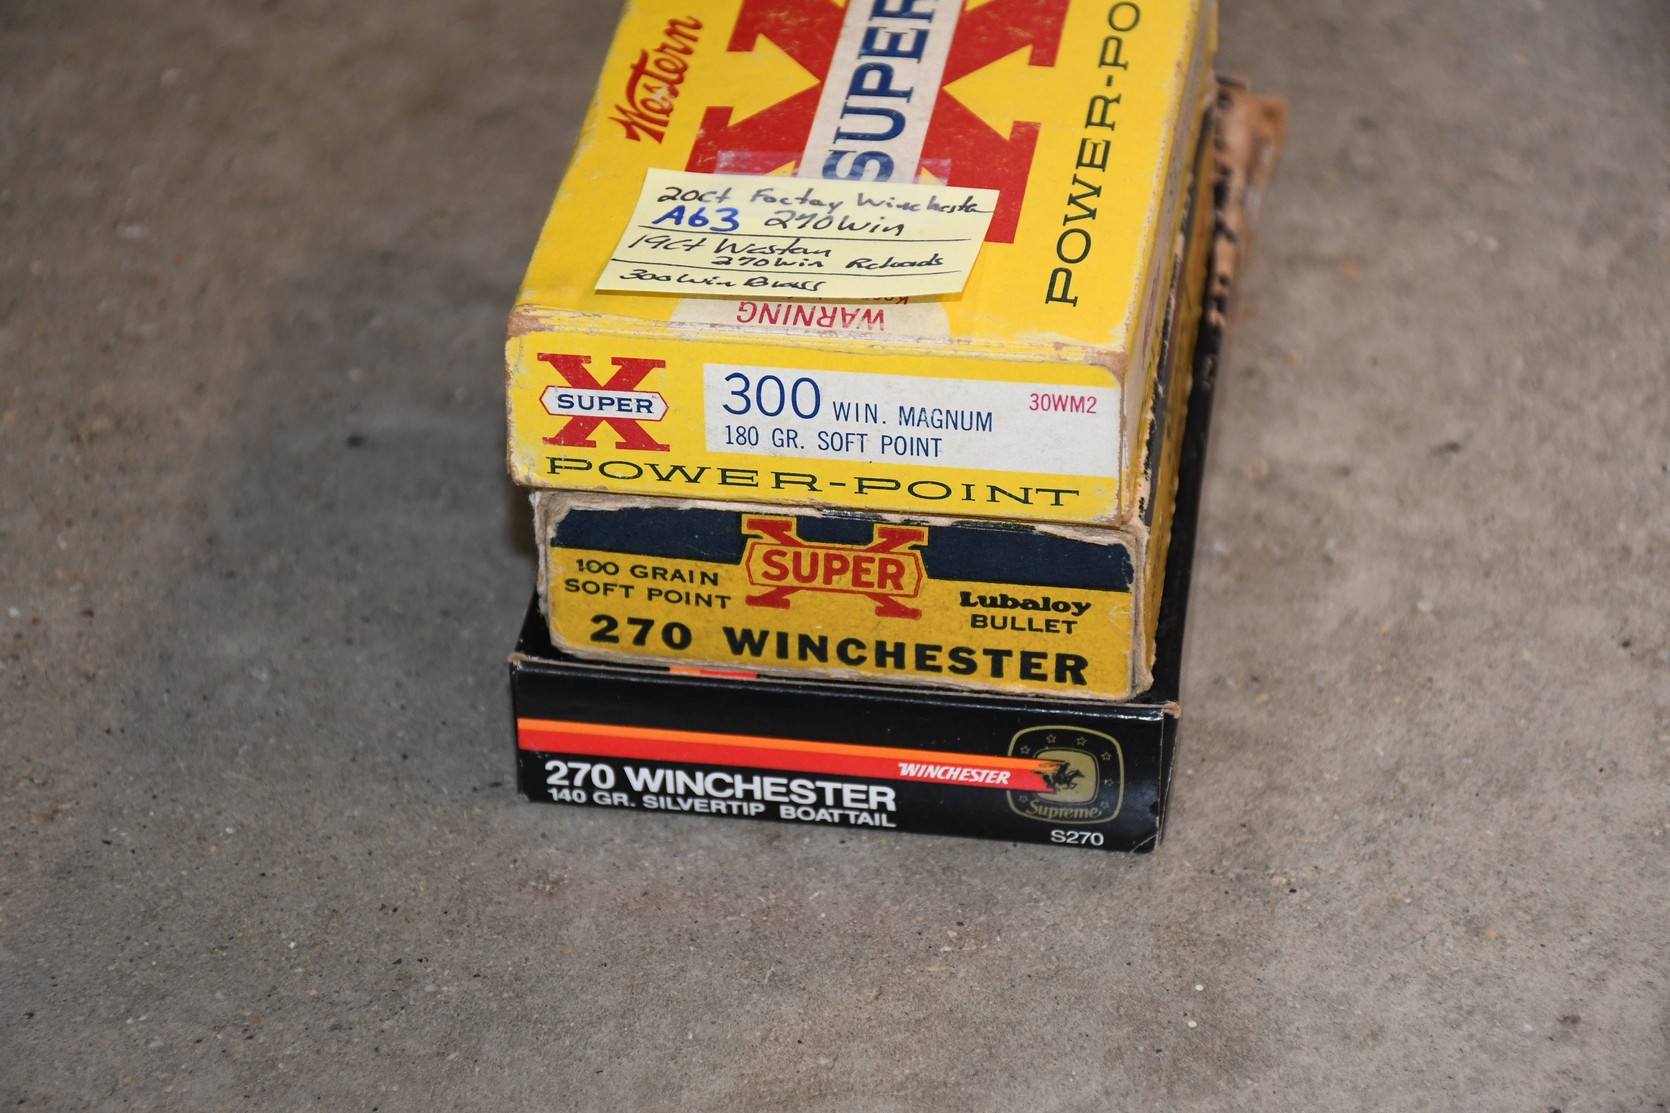 Western
SUPER
POWER-PO
20ct Factory Winchester
A63 270 Win
19ct Western
270 Win Reloads
300 Win Brass
WARNING
X
SUPER
300 WIN. MAGNUM
30WM2
180 GR. SOFT POINT
POWER-POINT
SUPER X
100 GRAIN
SOFT POINT
Lubaloy
BULLET
270 WINCHESTER
WINCHESTER
270 WINCHESTER
140 GR. SILVERTIP BOATTAIL
Supreme
S270